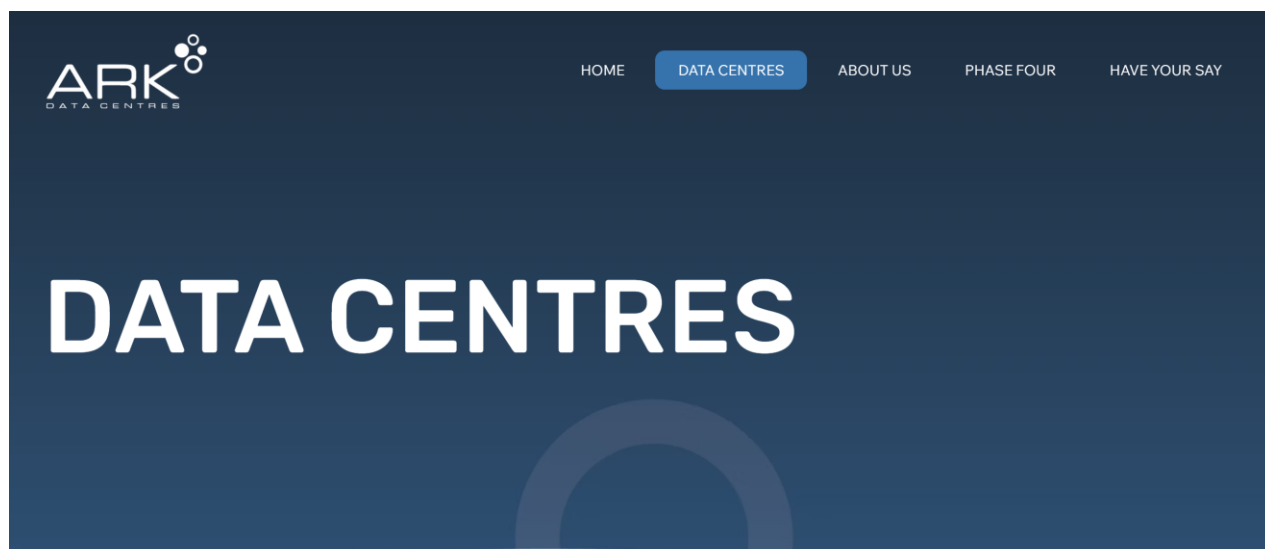 ARK
DATA CENTRES
HOME DATA CENTRES ABOUT US PHASE FOUR HAVE YOUR SAY
DATA CENTRES